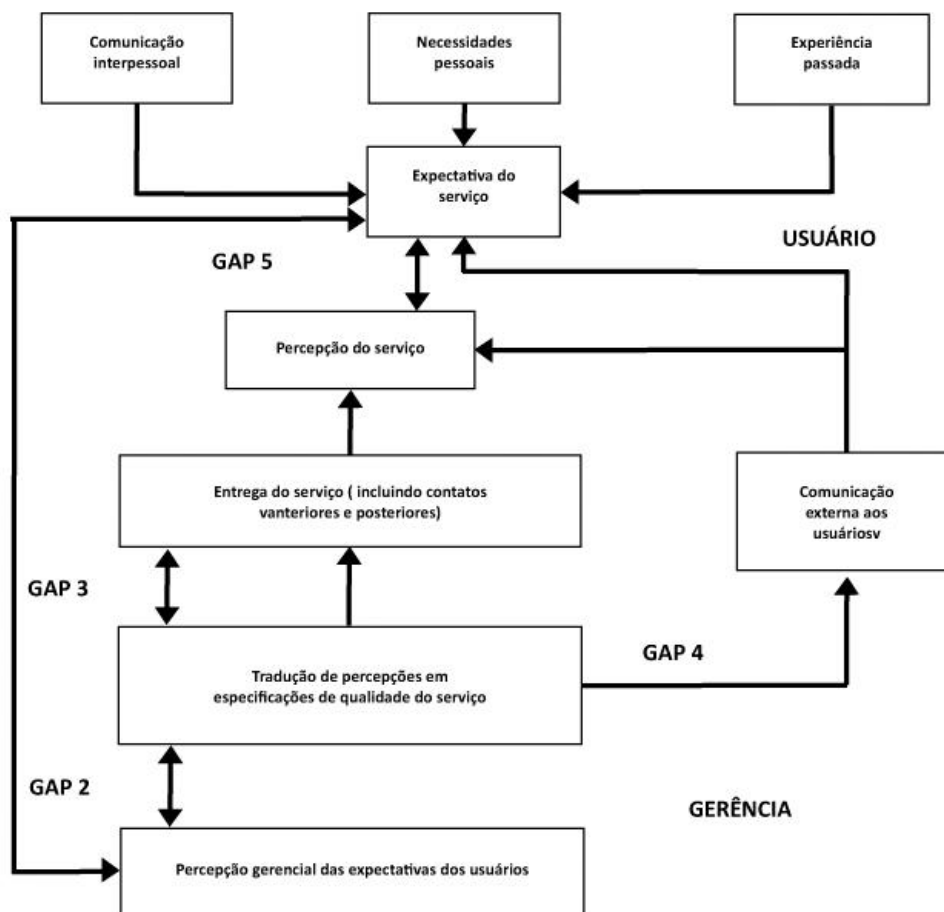 Comunicação
interpessoal
Necessidades
pessoais
Experiência
passada
Expectativa do
serviço
USUÁRIO
GAP 5
Percepção do serviço
Entrega do serviço ( incluindo contatos
vanteriores e posteriores)
Comunicação
externa aos
usuáriosv
GAP 3
Tradução de percepções em
especificações de qualidade do serviço
GAP 4
GAP 2
GERÊNCIA
Percepção gerencial das expectativas dos usuários